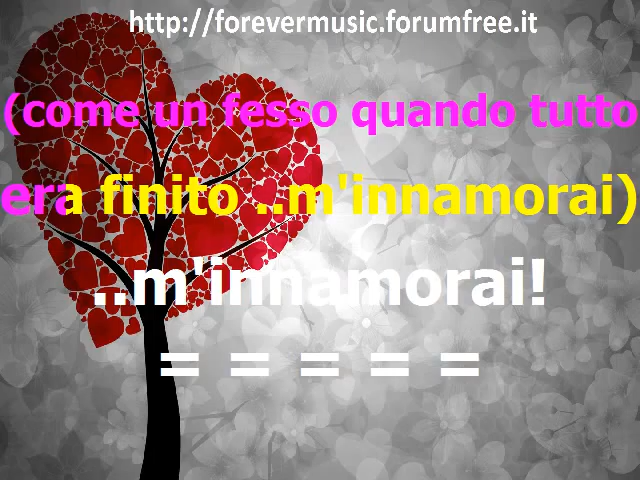 http://forevermusic.forumfree.it
(come un fesso quando tutto
era finito ..m'innamorai)
..m'innamorai!
= = = = =